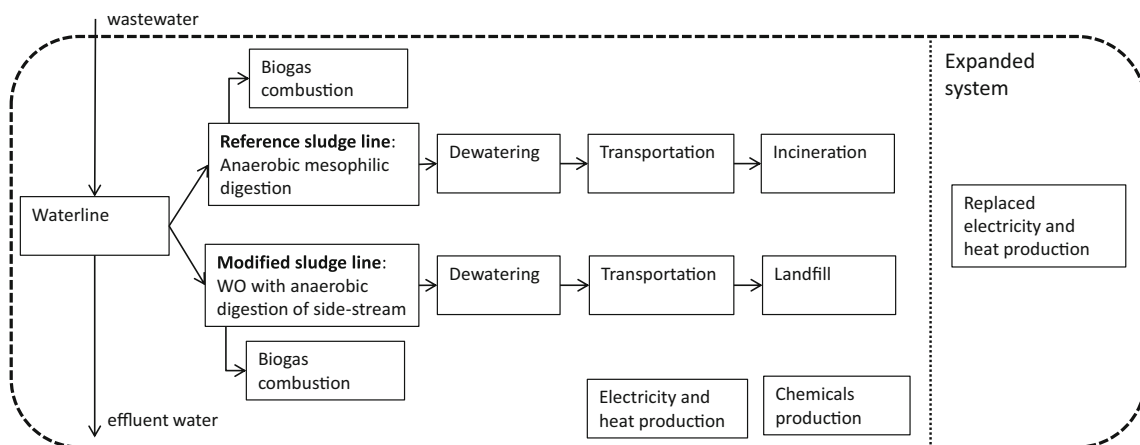 wastewater
Expanded
system
Biogas
combustion
Reference sludge line:
Anaerobic mesophilic
digestion
Dewatering
Transportation
Incineration
Waterline
Replaced
electricity and
heat production
Modified sludge line:
WO with anaerobic
digestion of side-stream
Dewatering
Transportation
Landfill
Biogas
combustion
Electricity and
heat production
Chemicals
production
effluent water